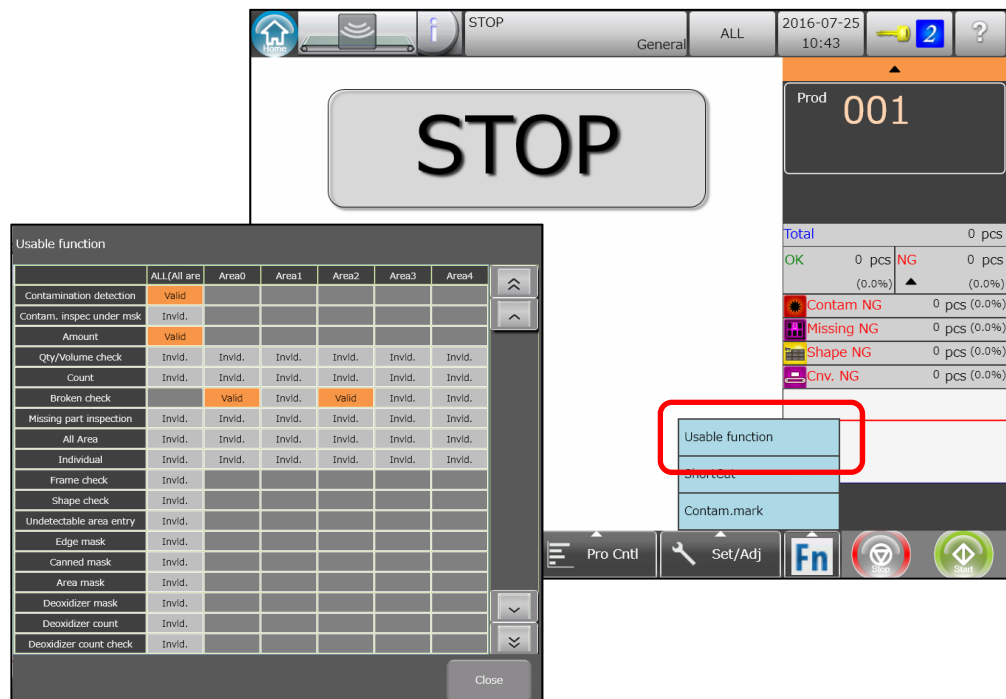 Home
i
STOP
General
ALL
2016-07-25
10:43
2
?
STOP
Prod 001
Total 0 pcs
OK 0 pcs NG 0 pcs
(0.0%) (0.0%)
Contam NG 0 pcs (0.0%)
Missing NG 0 pcs (0.0%)
Shape NG 0 pcs (0.0%)
Cnv. NG 0 pcs (0.0%)
Usable function
ShortCut
Contam.mark
Pro Cntl
Set/Adj
Fn
Stop
Start
Usable function
ALL(All are Area0 Area1 Area2 Area3 Area4
Contamination detection Valid
Contam. inspec under msk Invld.
Amount Valid
Qty/Volume check Invld. Invld. Invld. Invld. Invld. Invld.
Count Invld. Invld. Invld. Invld. Invld. Invld.
Broken check Valid Invld. Valid Invld. Invld.
Missing part inspection Invld. Invld. Invld. Invld. Invld. Invld.
All Area Invld. Invld. Invld. Invld. Invld. Invld.
Individual Invld. Invld. Invld. Invld. Invld. Invld.
Frame check Invld.
Shape check Invld.
Undetectable area entry Invld.
Edge mask Invld.
Canned mask Invld.
Area mask Invld.
Deoxidizer mask Invld.
Deoxidizer count Invld.
Deoxidizer count check Invld.
Close